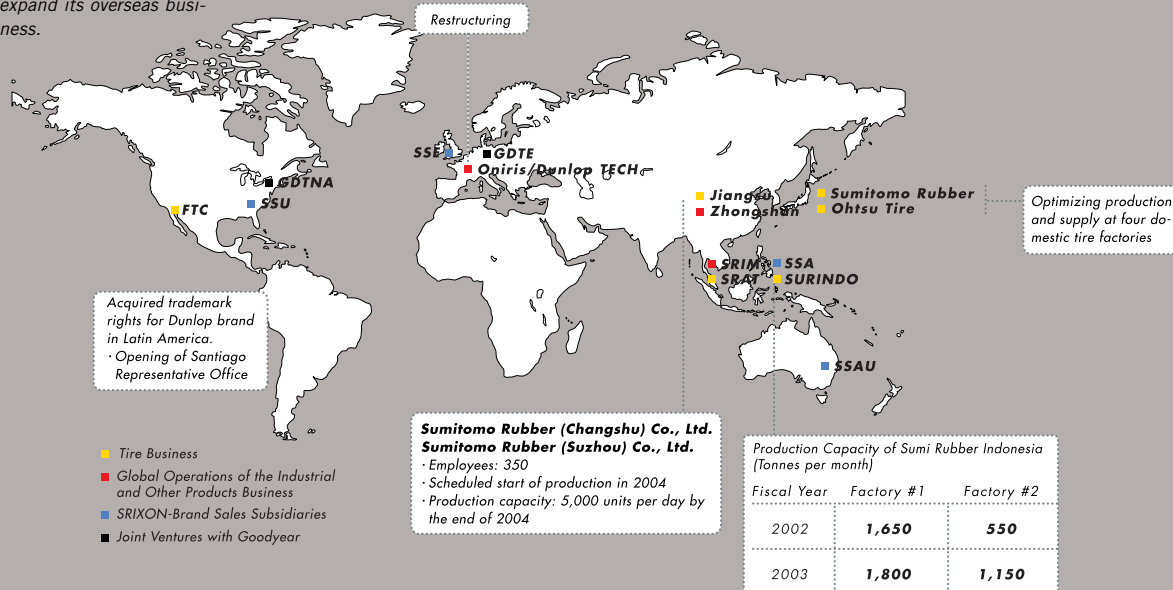 expand its overseas busi-
ness.
Restructuring
SSE
GDTE
Oniris/Dunlop TECH
GDTNA
SSU
FTC
Jiangsu
Zhongshan
Sumitomo Rubber
Ohtsu Tire
Optimizing production
and supply at four do-
mestic tire factories
SRIM
SRAT
SSA
SURINDO
SSAU
Acquired trademark
rights for Dunlop brand
in Latin America.
· Opening of Santiago
Representative Office
Sumitomo Rubber (Changshu) Co., Ltd.
Sumitomo Rubber (Suzhou) Co., Ltd.
· Employees: 350
· Scheduled start of production in 2004
· Production capacity: 5,000 units per day by
the end of 2004
Tire Business
Global Operations of the Industrial
and Other Products Business
SRIXON-Brand Sales Subsidiaries
Joint Ventures with Goodyear
Production Capacity of Sumi Rubber Indonesia
(Tonnes per month)
Fiscal Year Factory #1 Factory #2
2002 1,650 550
2003 1,800 1,150